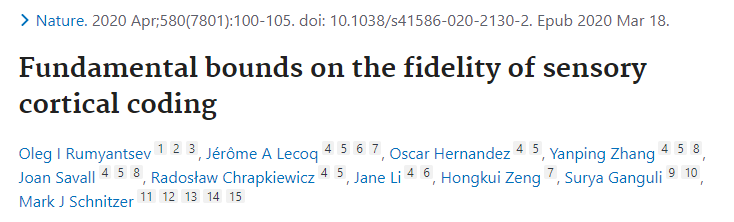 Nature. 2020 Apr;580(7801):100-105. doi: 10.1038/s41586-020-2130-2. Epub 2020 Mar 18.
Fundamental bounds on the fidelity of sensory
cortical coding
Oleg I Rumyantsev 1 2 3, Jérôme A Lecoq 4 5 6 7, Oscar Hernandez 4 5, Yanping Zhang 4 5 8,
Joan Savall 4 5 8, Radosław Chrapkiewicz 4 5, Jane Li 4 6, Hongkui Zeng 7, Surya Ganguli 9 10,
Mark J Schnitzer 11 12 13 14 15